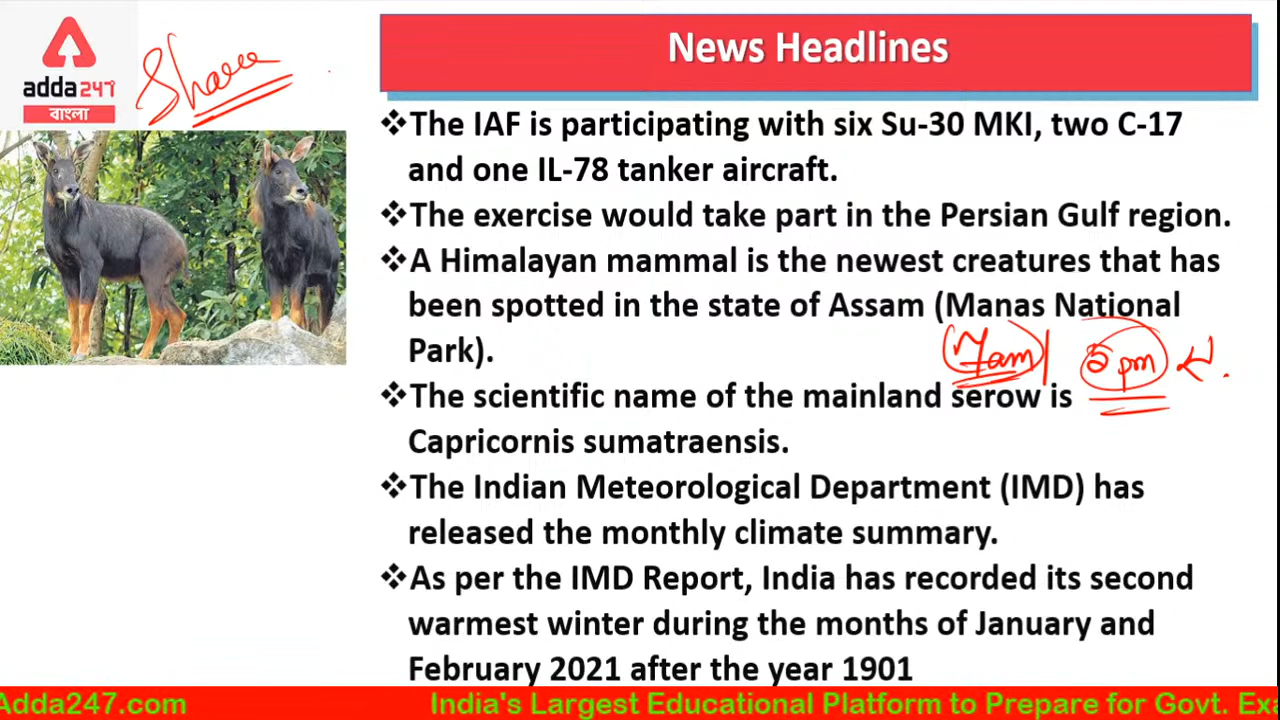 adda247
বাংলা
Share
News Headlines
❖The IAF is participating with six Su-30 MKI, two C-17
and one IL-78 tanker aircraft.
❖The exercise would take part in the Persian Gulf region.
❖A Himalayan mammal is the newest creatures that has
been spotted in the state of Assam (Manas National
Park).
(7am) | 8 pm
❖The scientific name of the mainland serow is
Capricornis sumatraensis.
❖The Indian Meteorological Department (IMD) has
released the monthly climate summary.
❖As per the IMD Report, India has recorded its second
warmest winter during the months of January and
February 2021 after the year 1901
Adda247.com India's Largest Educational Platform to Prepare for Govt. Exa